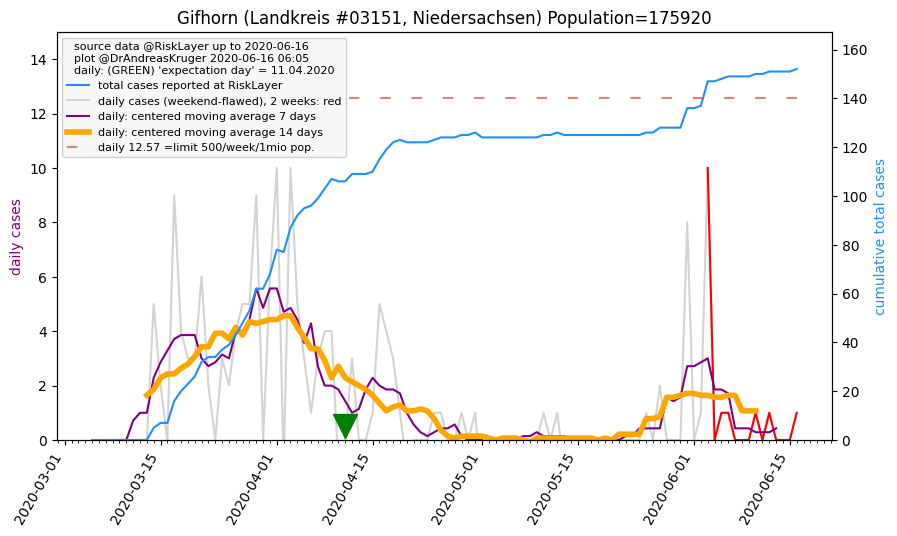 Gifhorn (Landkreis #03151, Niedersachsen) Population=175920
source data @RiskLayer up to 2020-06-16
plot @DrAndreasKruger 2020-06-16 06:05
daily: (GREEN) 'expectation day' = 11.04.2020
total cases reported at RiskLayer
daily cases (weekend-flawed), 2 weeks: red
daily: centered moving average 7 days
daily: centered moving average 14 days
daily 12.57 =limit 500/week/1mio pop.
daily cases
14
12
10
8
6
4
2
0
cumulative total cases
160
140
120
100
80
60
40
20
0
2020-03-01
2020-03-15
2020-04-01
2020-04-15
2020-05-01
2020-05-15
2020-06-01
2020-06-15